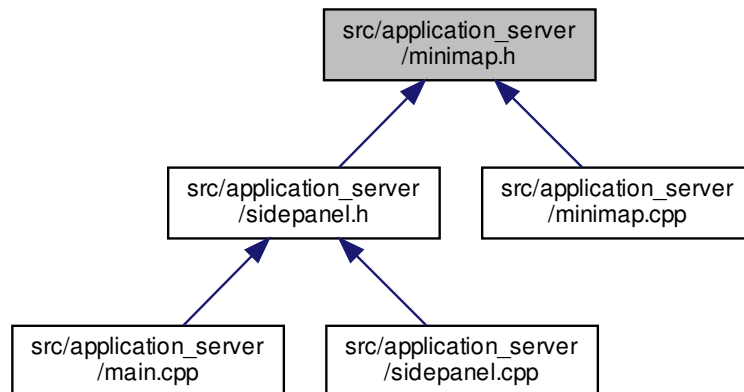 src/application_server
/minimap.h
src/application_server
/sidepanel.h
src/application_server
/minimap.cpp
src/application_server
/main.cpp
src/application_server
/sidepanel.cpp